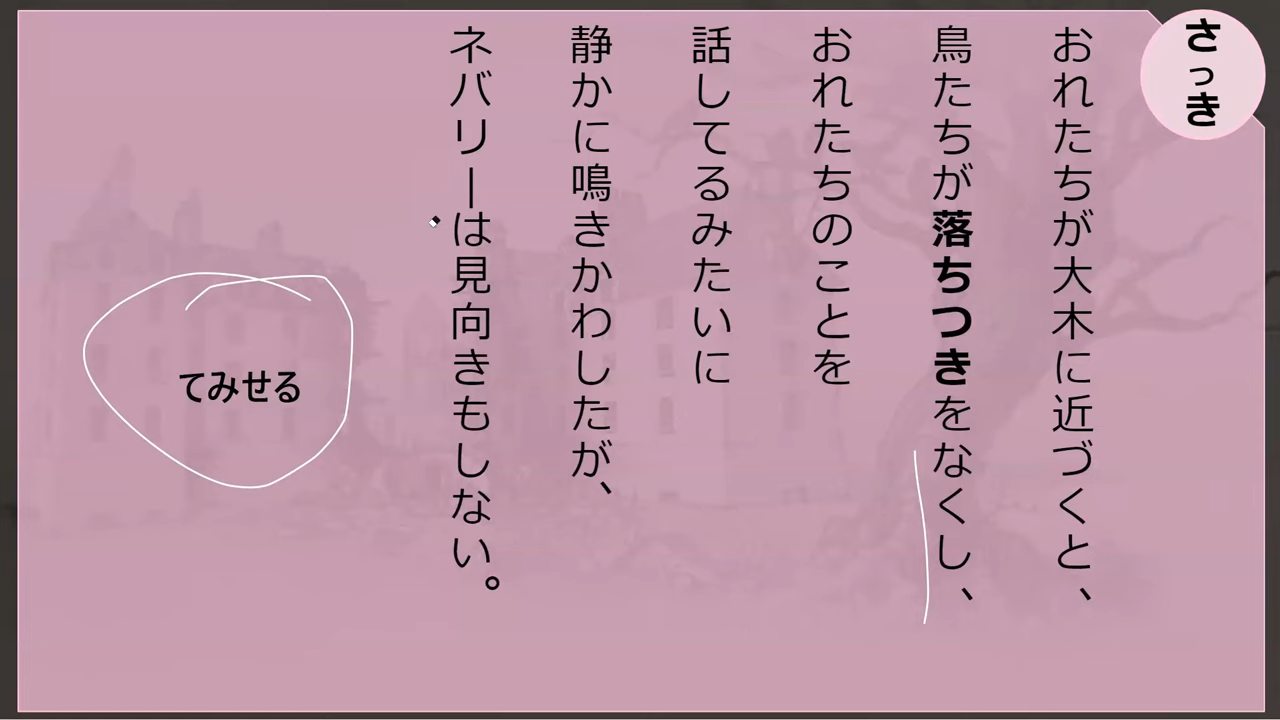 さっき
おれたちが大木に近づくと、
鳥たちが落ちつきをなくし、
おれたちのことを
話してるみたいに
静かに鳴きかわしたが、
ネバリーは見向きもしない。
てみせる